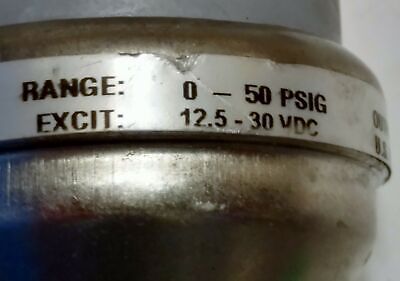 RANGE: 0 - 50 PSIG
EXCIT: 12.5 - 30 VDC